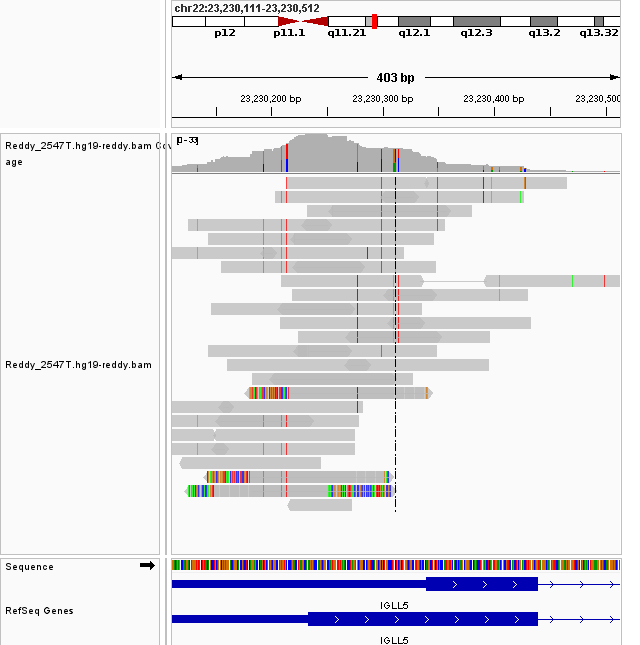 chr22:23,230,111-23,230,512
p12 p11.1 q11.21 q12.1 q12.3 q13.2 q13.32
403 bp
23,230,200 bp 23,230,300 bp 23,230,400 bp 23,230,500
Reddy_2547T.hg19-reddy.bam Cov
age
[0-33]
Reddy_2547T.hg19-reddy.bam
Sequence
IGLL5
RefSeq Genes
IGLL5